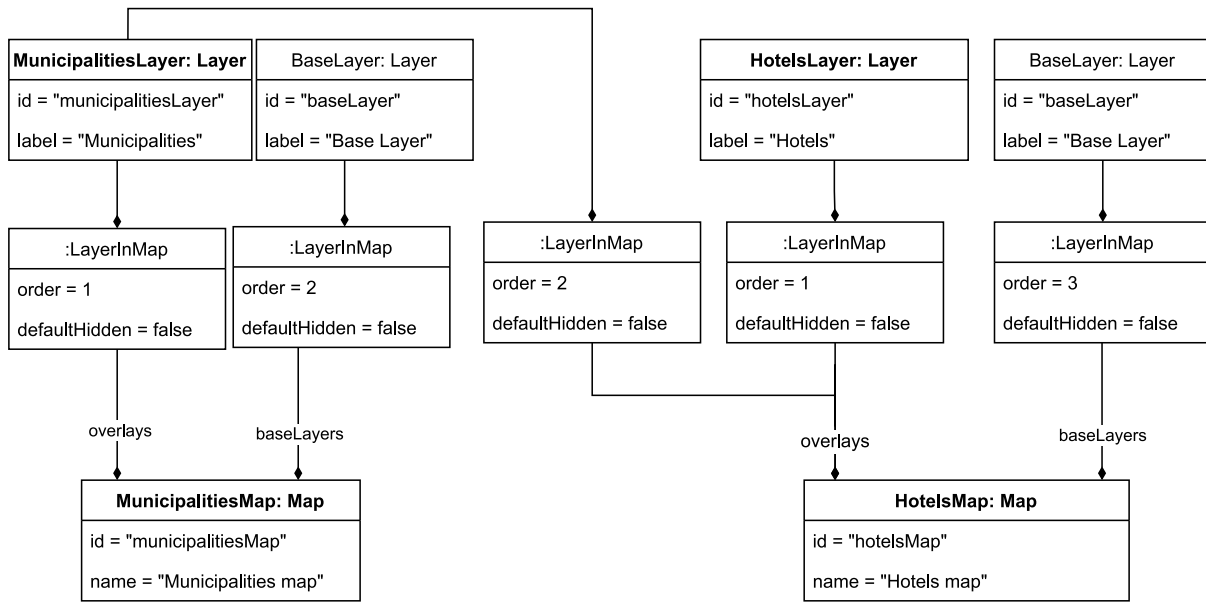 MunicipalitiesLayer: Layer
id = "municipalitiesLayer"
label = "Municipalities"
BaseLayer: Layer
id = "baseLayer"
label = "Base Layer"
HotelsLayer: Layer
id = "hotelsLayer"
label = "Hotels"
BaseLayer: Layer
id = "baseLayer"
label = "Base Layer"
:LayerInMap
order = 1
defaultHidden = false
:LayerInMap
order = 2
defaultHidden = false
:LayerInMap
order = 2
defaultHidden = false
:LayerInMap
order = 1
defaultHidden = false
:LayerInMap
order = 3
defaultHidden = false
overlays
baseLayers
overlays
baseLayers
MunicipalitiesMap: Map
id = "municipalitiesMap"
name = "Municipalities map"
HotelsMap: Map
id = "hotelsMap"
name = "Hotels map"